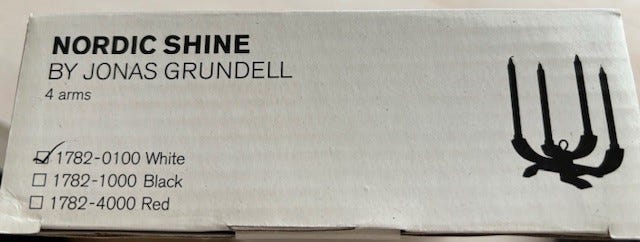 NORDIC SHINE
BY JONAS GRUNDELL
4 arms
1782-0100 White
1782-1000 Black
1782-4000 Red